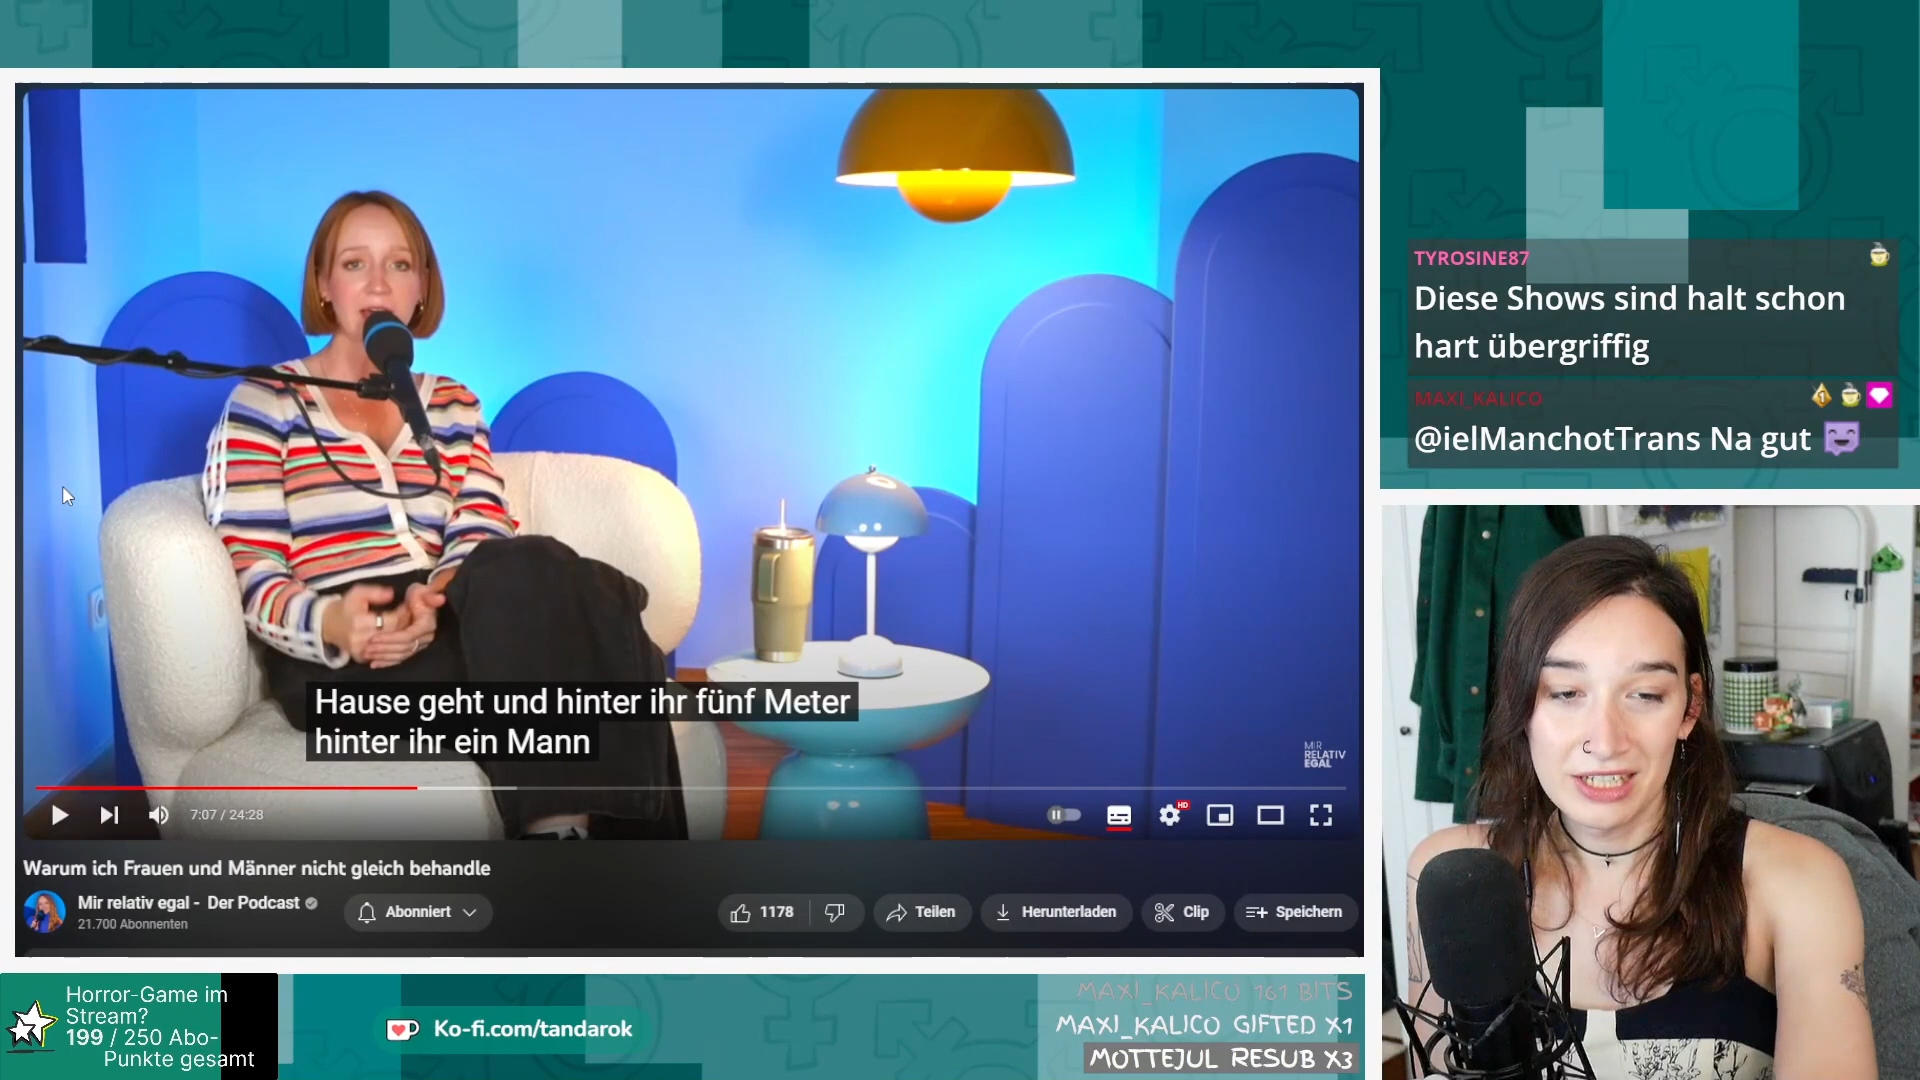 TYROSINE87
Diese Shows sind halt schon
hart übergriffig
MAXI_KALICO
@ielManchotTrans Na gut
Hause geht und hinter ihr fünf Meter
hinter ihr ein Mann
MIR
RELATIV
EGAL
7:07 / 24:28
HD
Warum ich Frauen und Männer nicht gleich behandle
Mir relativ egal - Der Podcast
21.700 Abonnenten
Abonniert
1178
Teilen
Herunterladen
Clip
Speichern
Horror-Game im
Stream?
199 / 250 Abo-
Punkte gesamt
Ko-fi.com/tandarok
MAXI_KALICO 161 BITS
MAXI_KALICO GIFTED X1
MOTTEJUL RESUB X3